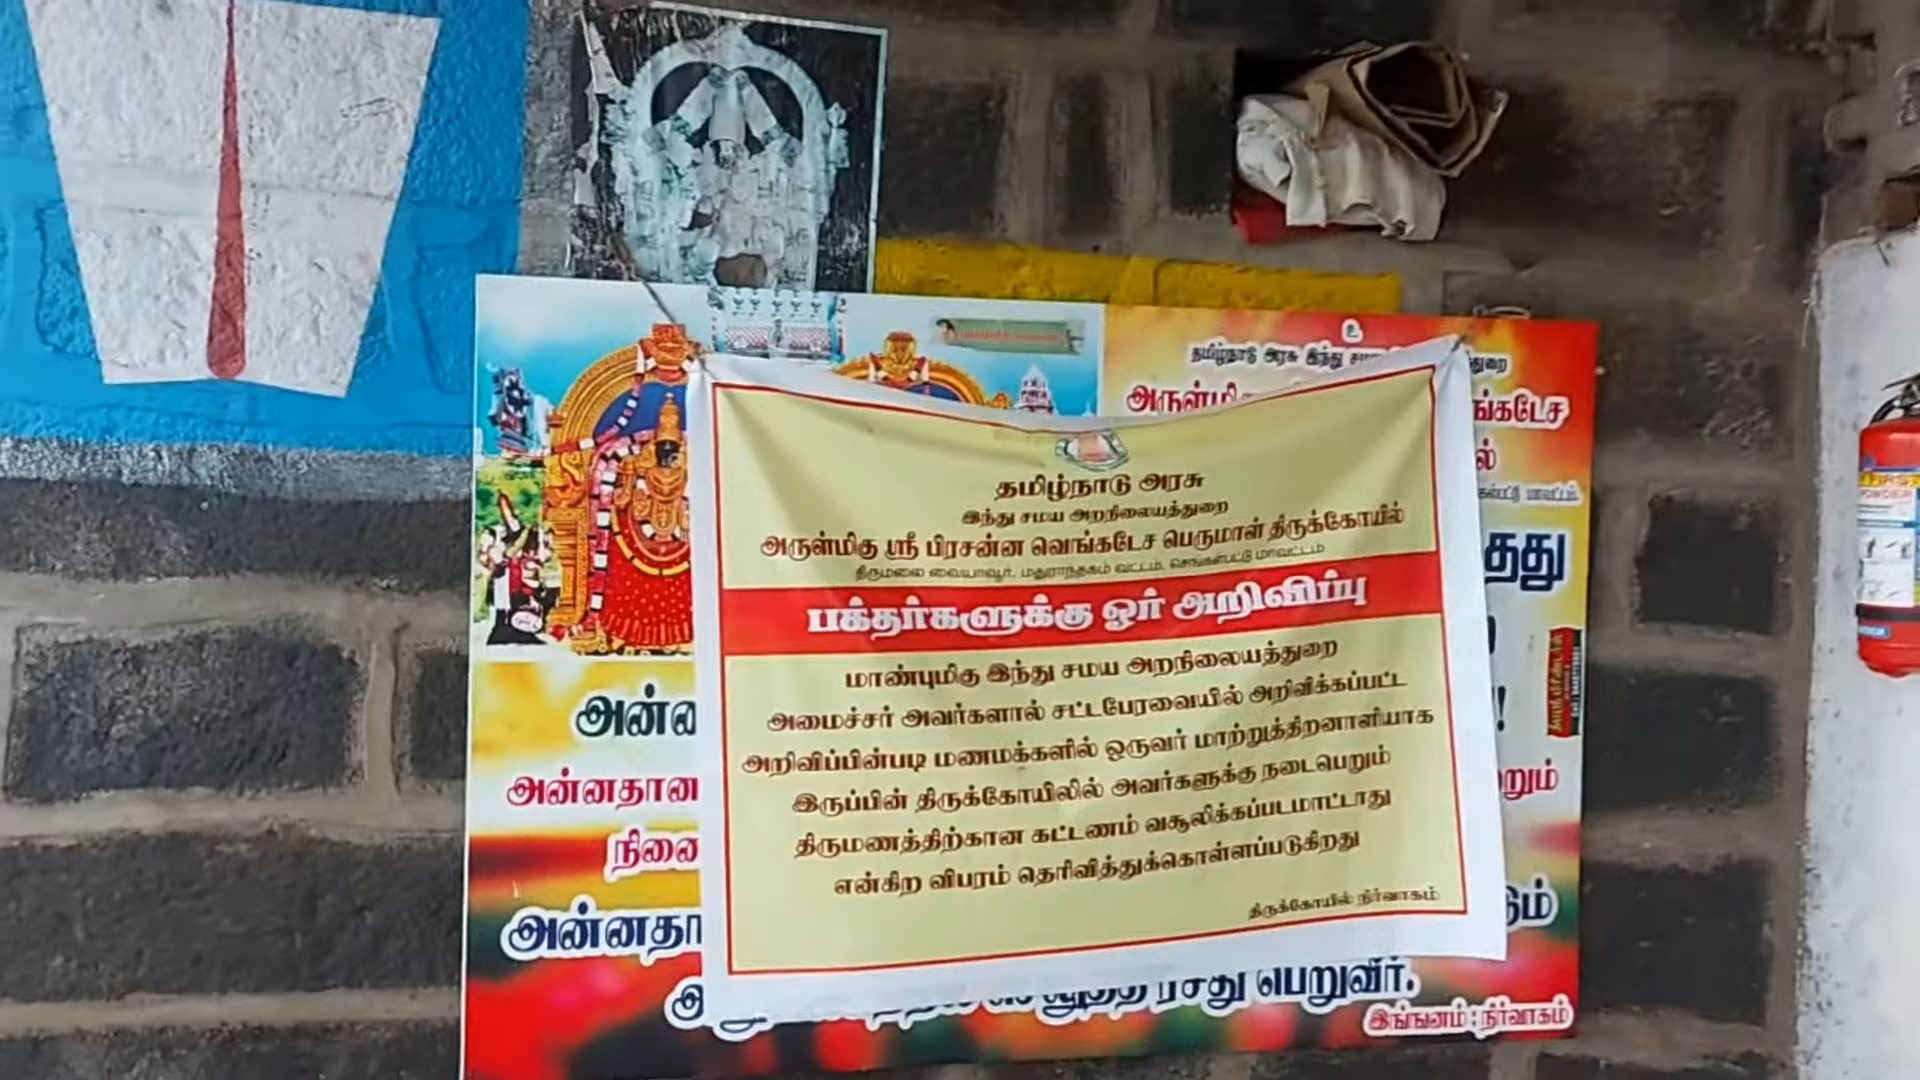 உ
தமிழ்நாடு அரசு இந்து
அருள்மி
ங்கடேச
தமிழ்நாடு அரசு
இந்து சமய அறநிலையத்துறை
அருள்மிகு ஸ்ரீ பிரசன்ன வெங்கடேச பெருமாள் திருக்கோயில்
திருமலை வையாவூர், மதுராந்தகம் வட்டம், செங்கல்பட்டு மாவட்டம்
பக்தர்களுக்கு ஓர் அறிவிப்பு
மாண்புமிகு இந்து சமய அறநிலையத்துறை
அமைச்சர் அவர்களால் சட்டபேரவையில் அறிவிக்கப்பட்ட
அறிவிப்பின்படி மணமக்களில் ஒருவர் மாற்றுத்திறனாளியாக
இருப்பின் திருக்கோயிலில் அவர்களுக்கு நடைபெறும்
திருமணத்திற்கான கட்டணம் வசூலிக்கப்படமாட்டாது
என்கிற விபரம் தெரிவித்துக்கொள்ளப்படுகிறது
திருக்கோயில் நிர்வாகம்
அன்ன
அன்னதான
நினை
அன்னதா
ரசீது பெறுவீர்.
இங்ஙனம் : நிர்வாகம்